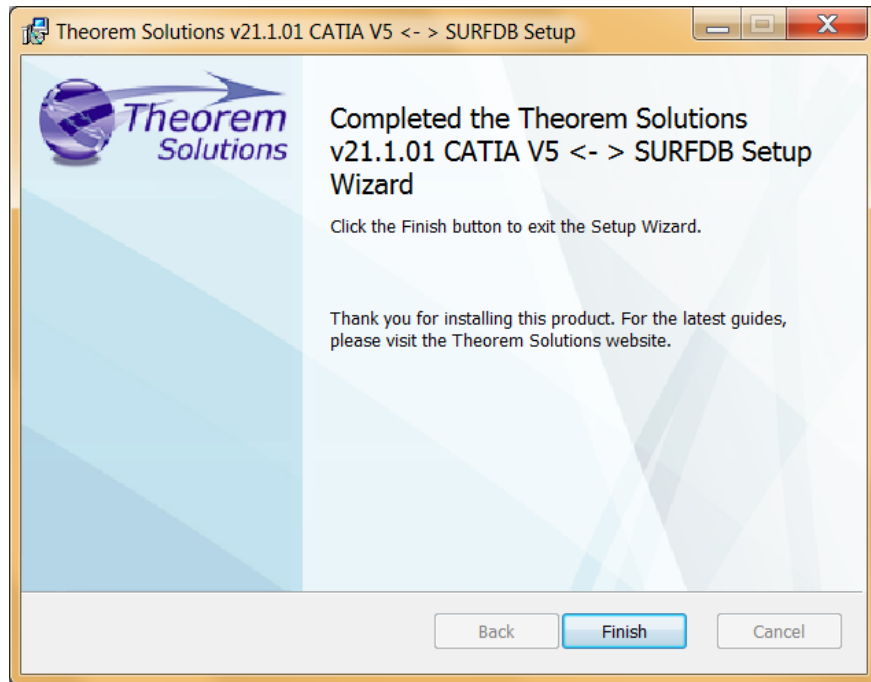 Theorem Solutions v21.1.01 CATIA V5 <- > SURFDB Setup
Theorem
Solutions
Completed the Theorem Solutions
v21.1.01 CATIA V5 <- > SURFDB Setup
Wizard
Click the Finish button to exit the Setup Wizard.
Thank you for installing this product. For the latest guides,
please visit the Theorem Solutions website.
Back Finish Cancel